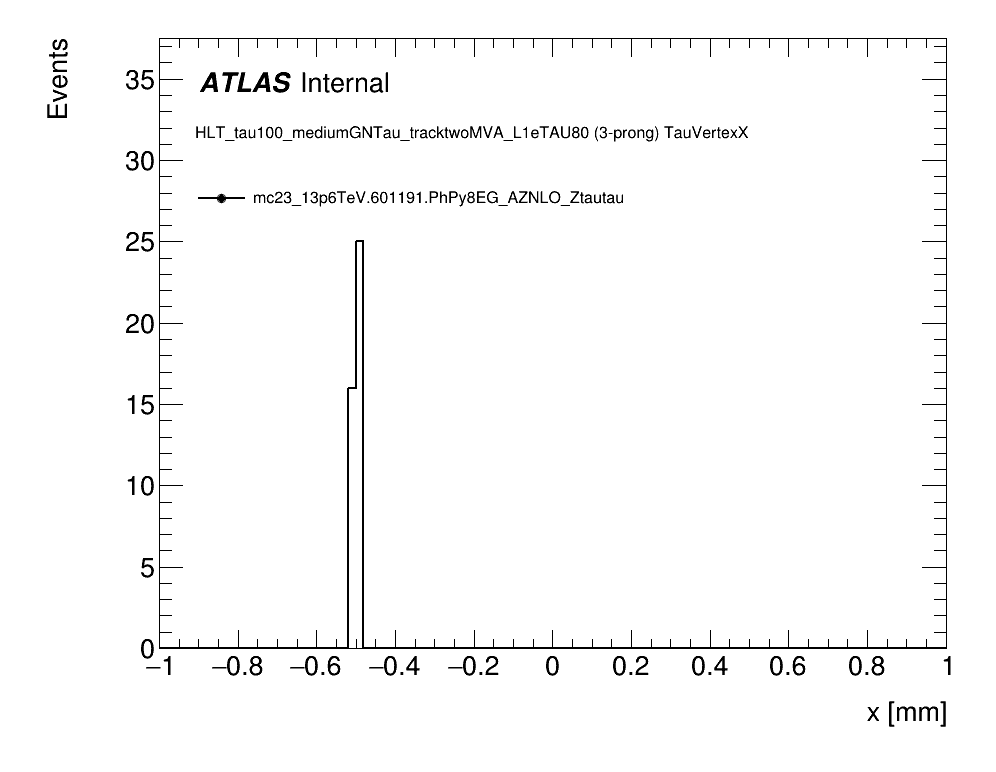 Events
ATLAS Internal
HLT_tau100_mediumGNTau_tracktwoMVA_L1eTAU80 (3-prong) TauVertexX
mc23_13p6TeV.601191.PhPy8EG_AZNLO_Ztautau
35
30
25
20
15
10
5
0
−1 −0.8 −0.6 −0.4 −0.2 0 0.2 0.4 0.6 0.8 1
x [mm]